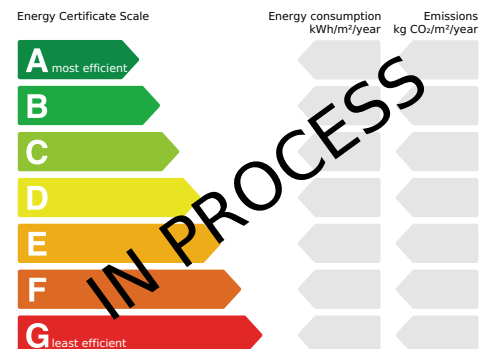 Energy Certificate Scale
Energy consumption
kWh/m²/year
Emissions
kg CO₂/m²/year
A most efficient
B
C
D
E
F
G least efficient
IN PROCESS